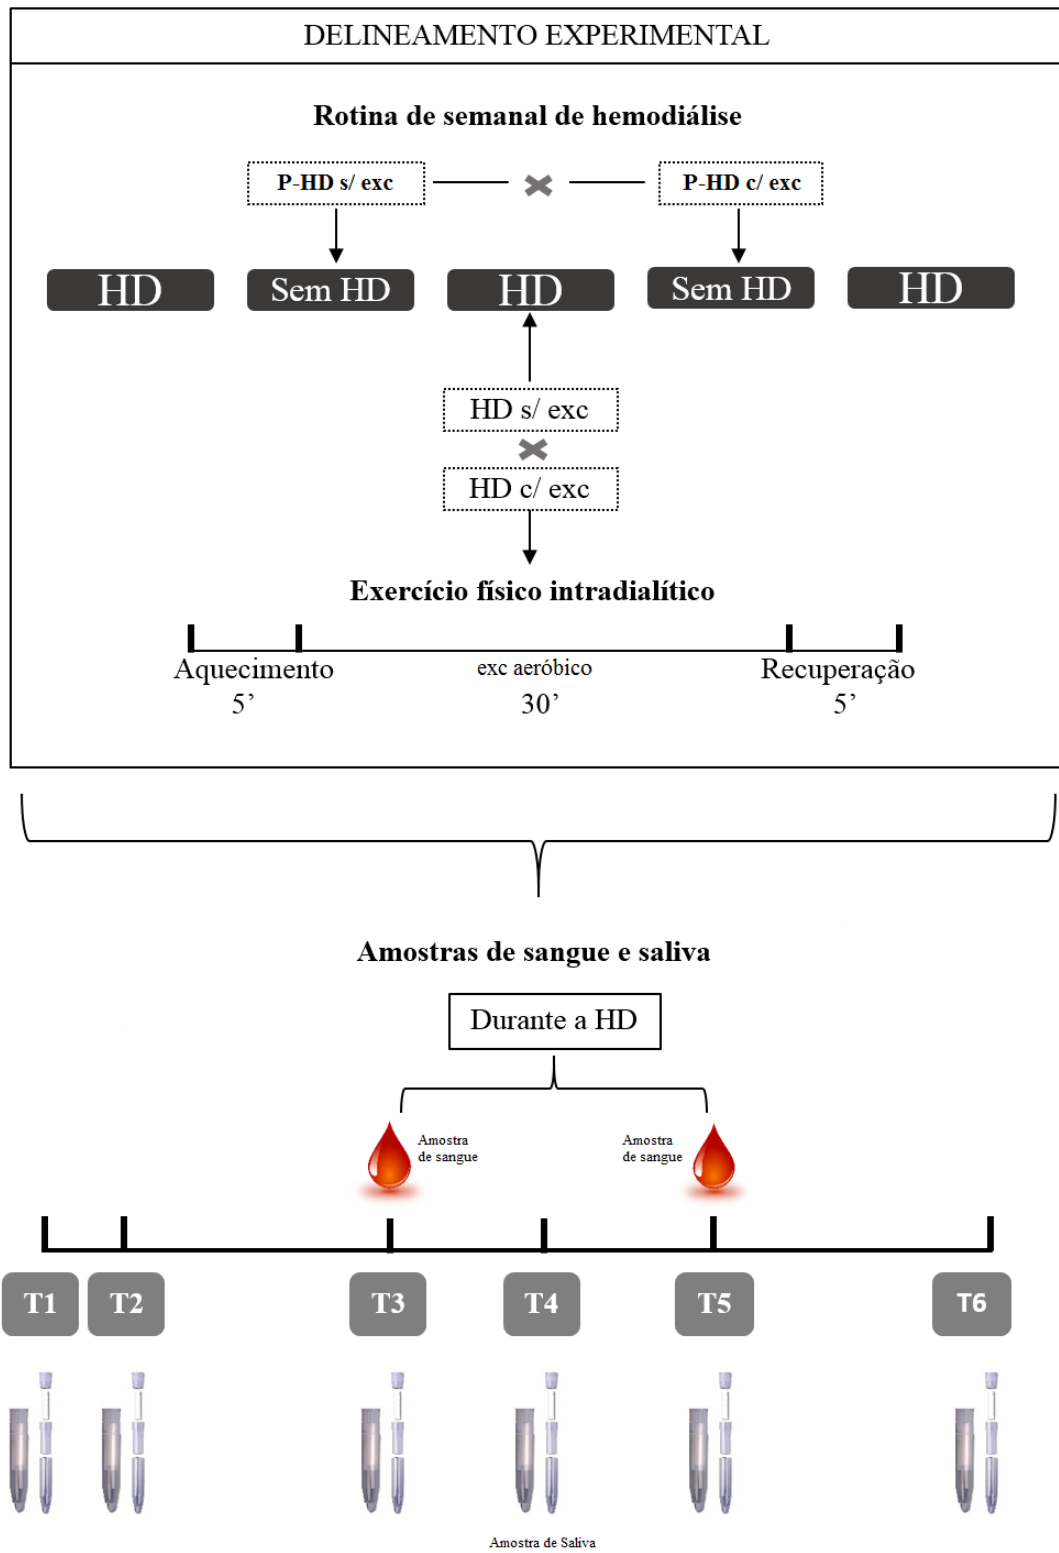 DELINEAMENTO EXPERIMENTAL
Rotina de semanal de hemodiálise
P-HD s/ exc
P-HD c/ exc
HD
Sem HD
HD
Sem HD
HD
HD s/ exc
HD c/ exc
Exercício físico intradialítico
Aquecimento
exc aeróbico
Recuperação
5’
30’
5’
Amostras de sangue e saliva
Durante a HD
Amostra
de sangue
Amostra
de sangue
T1
T2
T3
T4
T5
T6
Amostra de Saliva